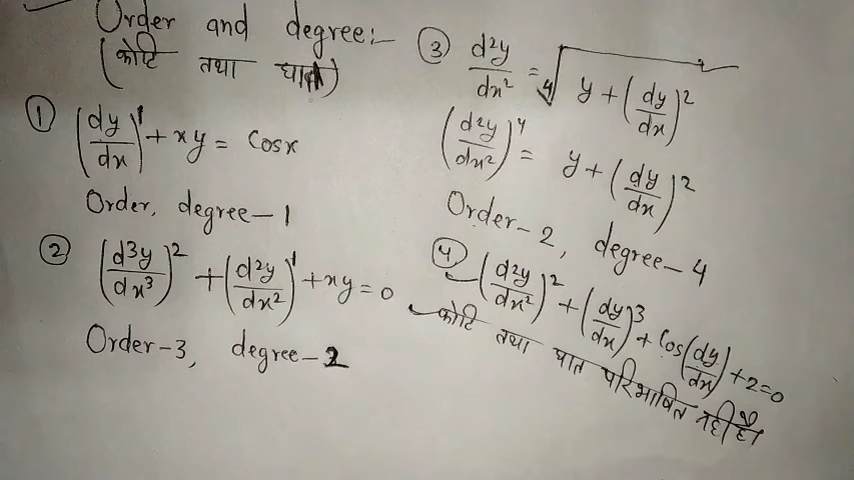 Order and degree:-
(कोटि तथा घात)
① (dy/dx)¹ + xy = Cosx
Order, degree-1
② (d³y/dx³)² + (d²y/dx²)¹ + xy = 0
Order-3, degree-2
③ d²y/dx² = ∜(y + (dy/dx)²)
(d²y/dx²)⁴ = y + (dy/dx)²
Order-2, degree-4
④ (d²y/dx²)² + (dy/dx)³ + Cos(dy/dx) + 2 = 0
कोटि तथा घात परिभाषित नही है।